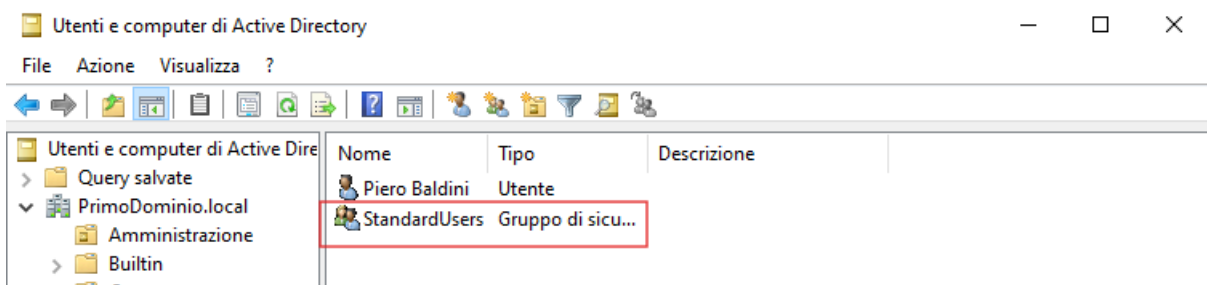 Utenti e computer di Active Directory
File Azione Visualizza ?
Utenti e computer di Active Dire
Query salvate
PrimoDominio.local
Amministrazione
Builtin
Nome Tipo Descrizione
Piero Baldini Utente
StandardUsers Gruppo di sicu...